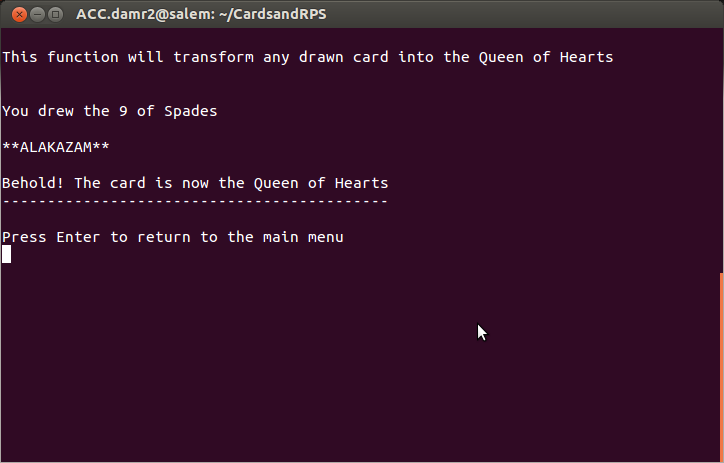 ACC.damr2@salem: ~/CardsandRPS
This function will transform any drawn card into the Queen of Hearts
You drew the 9 of Spades
**ALAKAZAM**
Behold! The card is now the Queen of Hearts
-------------------------------------------
Press Enter to return to the main menu